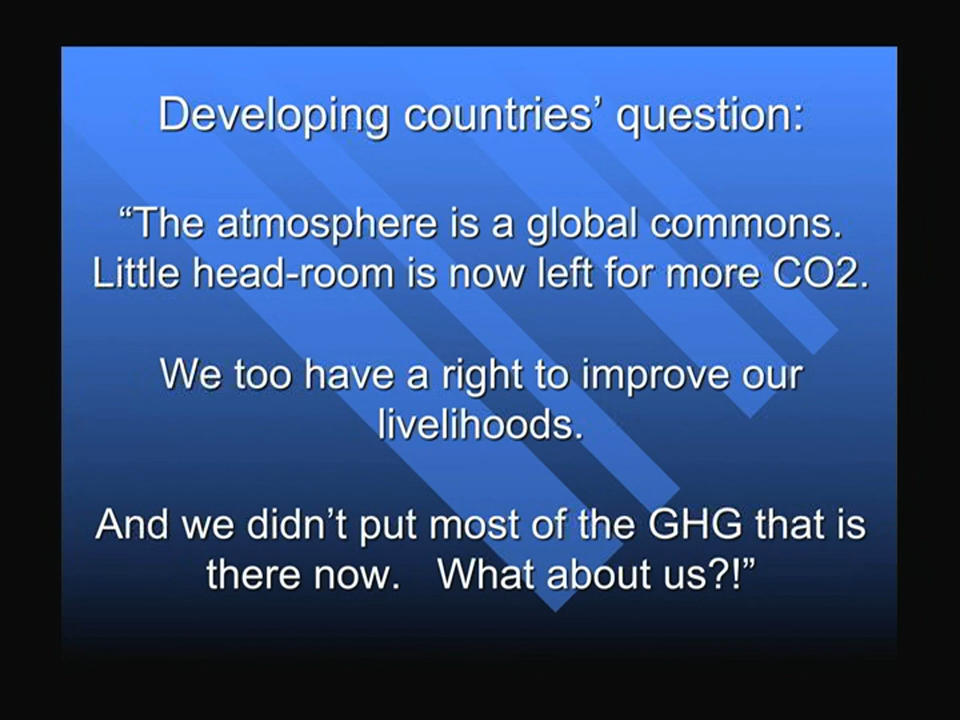 Developing countries’ question:
“The atmosphere is a global commons.
Little head-room is now left for more CO2.
We too have a right to improve our
livelihoods.
And we didn’t put most of the GHG that is
there now. What about us?!”